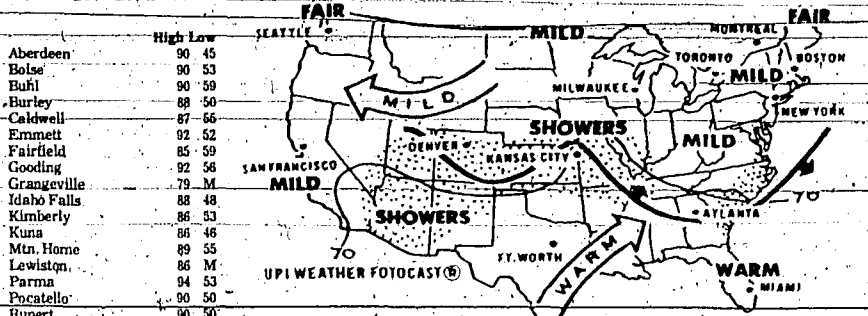 High Low
Aberdeen 90 45
Boise 90 53
Buhl 90 59
Burley 88 50
Caldwell 87 55
Emmett 92 52
Fairfield 85 59
Gooding 92 56
Grangeville 79 M
Idaho Falls 88 48
Kimberly 86 53
Kuna 86 46
Mtn. Home 89 55
Lewiston 86 M
Parma 94 53
Pocatello 90 50
Rupert 90 50
FAIR
SEATTLE
MILD
MONTREAL
FAIR
TORONTO
BOSTON
MILD
MILWAUKEE
MILD
NEW YORK
SHOWERS
DENVER
KANSAS CITY
MILD
SAN FRANCISCO
MILD
SHOWERS
70
ATLANTA
70
FT. WORTH
WARM
WARM
MIAMI
UPI WEATHER FOTOCAST ®